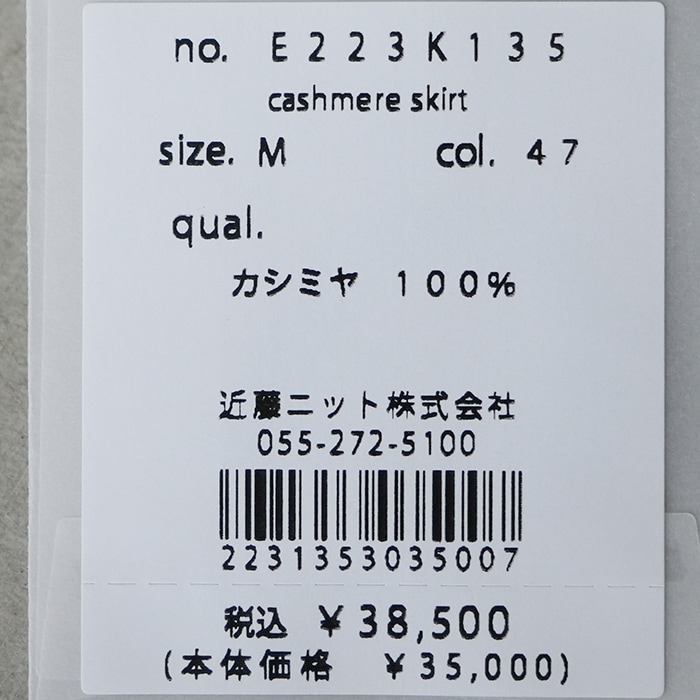 no. E223K135
cashmere skirt
size. M col. 47
qual.
カシミヤ 100%
近藤ニット株式会社
055-272-5100
2231353035007
税込 ¥38,500
(本体価格 ¥35,000)